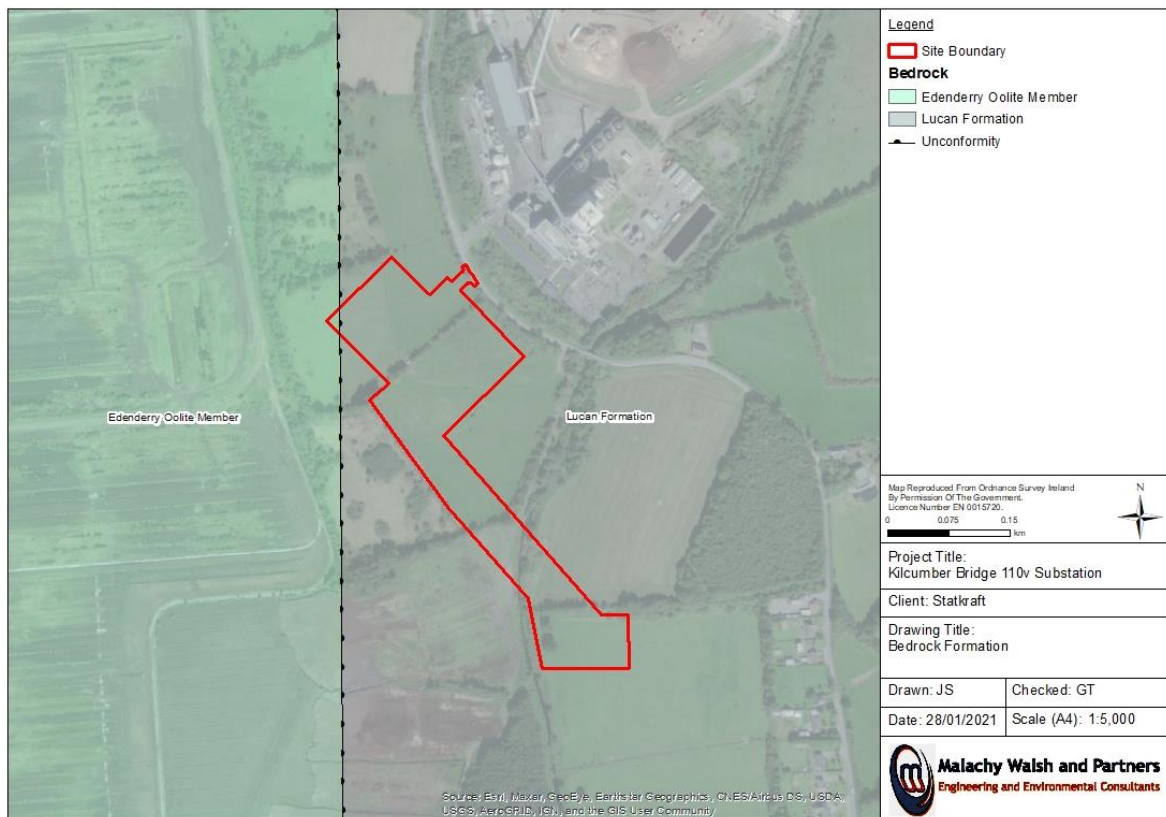 Legend
Site Boundary
Bedrock
Edenderry Oolite Member
Lucan Formation
Unconformity
Edenderry Oolite Member
Lucan Formation
Map Reproduced From Ordnance Survey Ireland
By Permission Of The Government.
Licence Number EN 0015720.
N
0 0.075 0.15
km
Project Title:
Kilcumber Bridge 110v Substation
Client: Statkraft
Drawing Title:
Bedrock Formation
Drawn: JS
Checked: GT
Date: 28/01/2021
Scale (A4): 1:5,000
m
Malachy Walsh and Partners
Engineering and Environmental Consultants
Source: Esri, Maxar, GeoEye, Earthstar Geographics, CNES/Airbus DS, USDA,
USGS, AeroGRID, IGN, and the GIS User Community